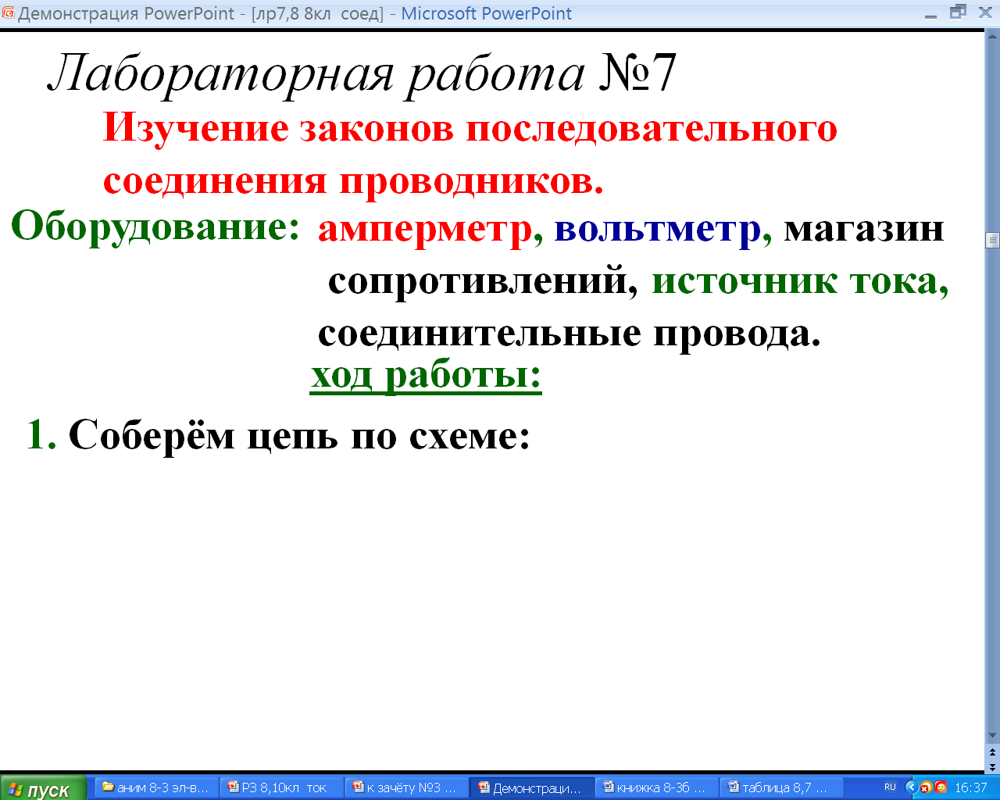 Демонстрация PowerPoint - [лр7,8 8кл  соед] - Microsoft PowerPoint
Лабораторная работа №7
Изучение законов последовательного
соединения проводников.
Оборудование: амперметр, вольтметр, магазин
сопротивлений, источник тока,
соединительные провода.
ход работы:
1. Соберём цепь по схеме:
пуск
аним 8-3 эл-в...
РЗ 8,10кл  ток
к зачёту №3 ...
Демонстраци...
книжка 8-3б ...
таблица 8,7 ...
RU
16:37